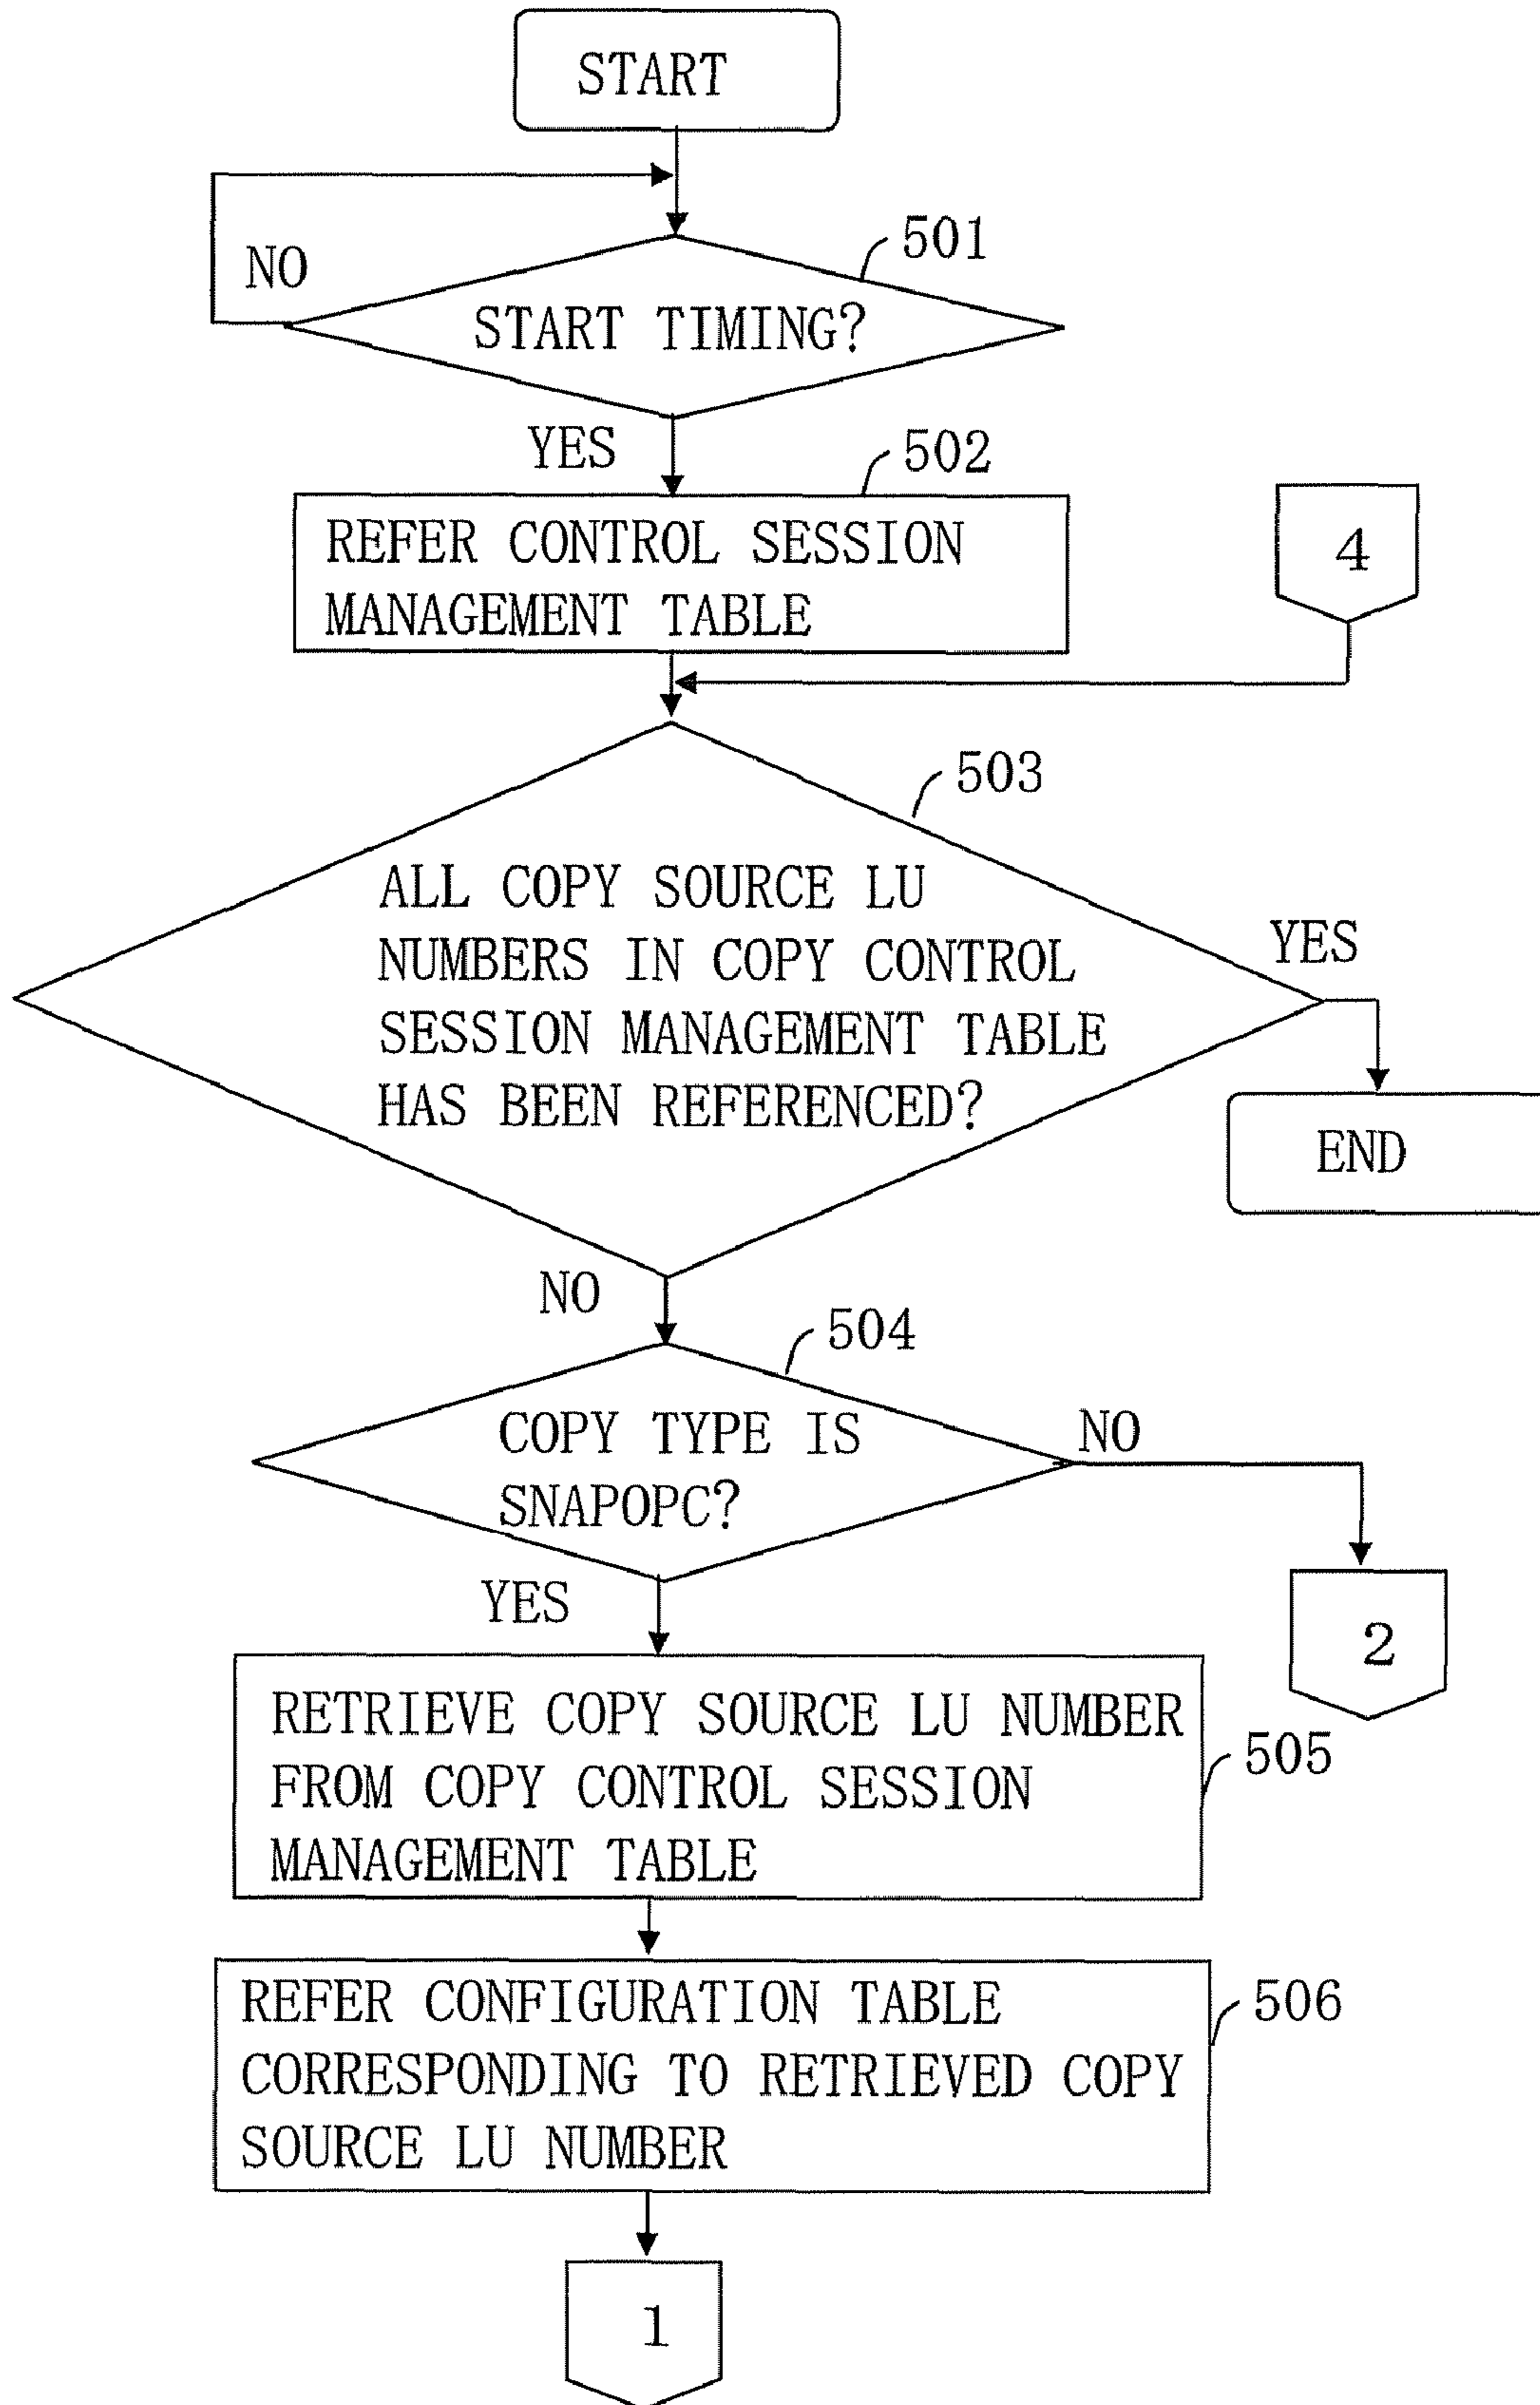 START
NO
501
START TIMING?
YES
502
REFER CONTROL SESSION
MANAGEMENT TABLE
4
503
ALL COPY SOURCE LU
NUMBERS IN COPY CONTROL
SESSION MANAGEMENT TABLE
HAS BEEN REFERENCED?
YES
END
NO
504
COPY TYPE IS
SNAPOPC?
NO
YES
2
RETRIEVE COPY SOURCE LU NUMBER
FROM COPY CONTROL SESSION
MANAGEMENT TABLE
505
REFER CONFIGURATION TABLE
CORRESPONDING TO RETRIEVED COPY
SOURCE LU NUMBER
506
1